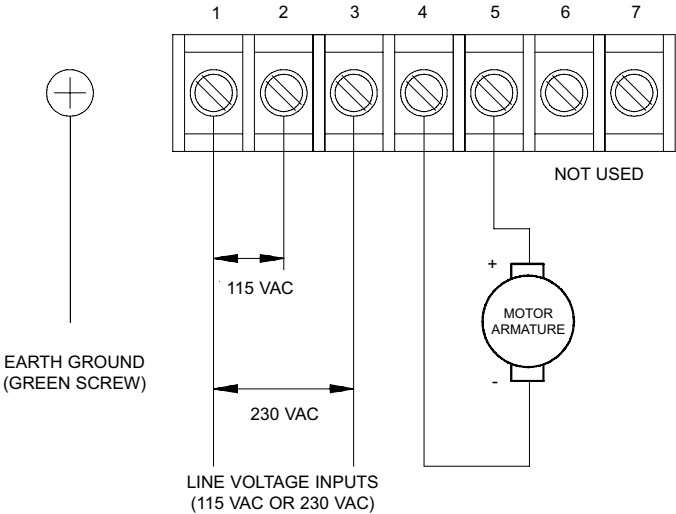 1 2 3 4 5 6 7
NOT USED
115 VAC
+
MOTOR
ARMATURE
-
EARTH GROUND
(GREEN SCREW)
230 VAC
LINE VOLTAGE INPUTS
(115 VAC OR 230 VAC)